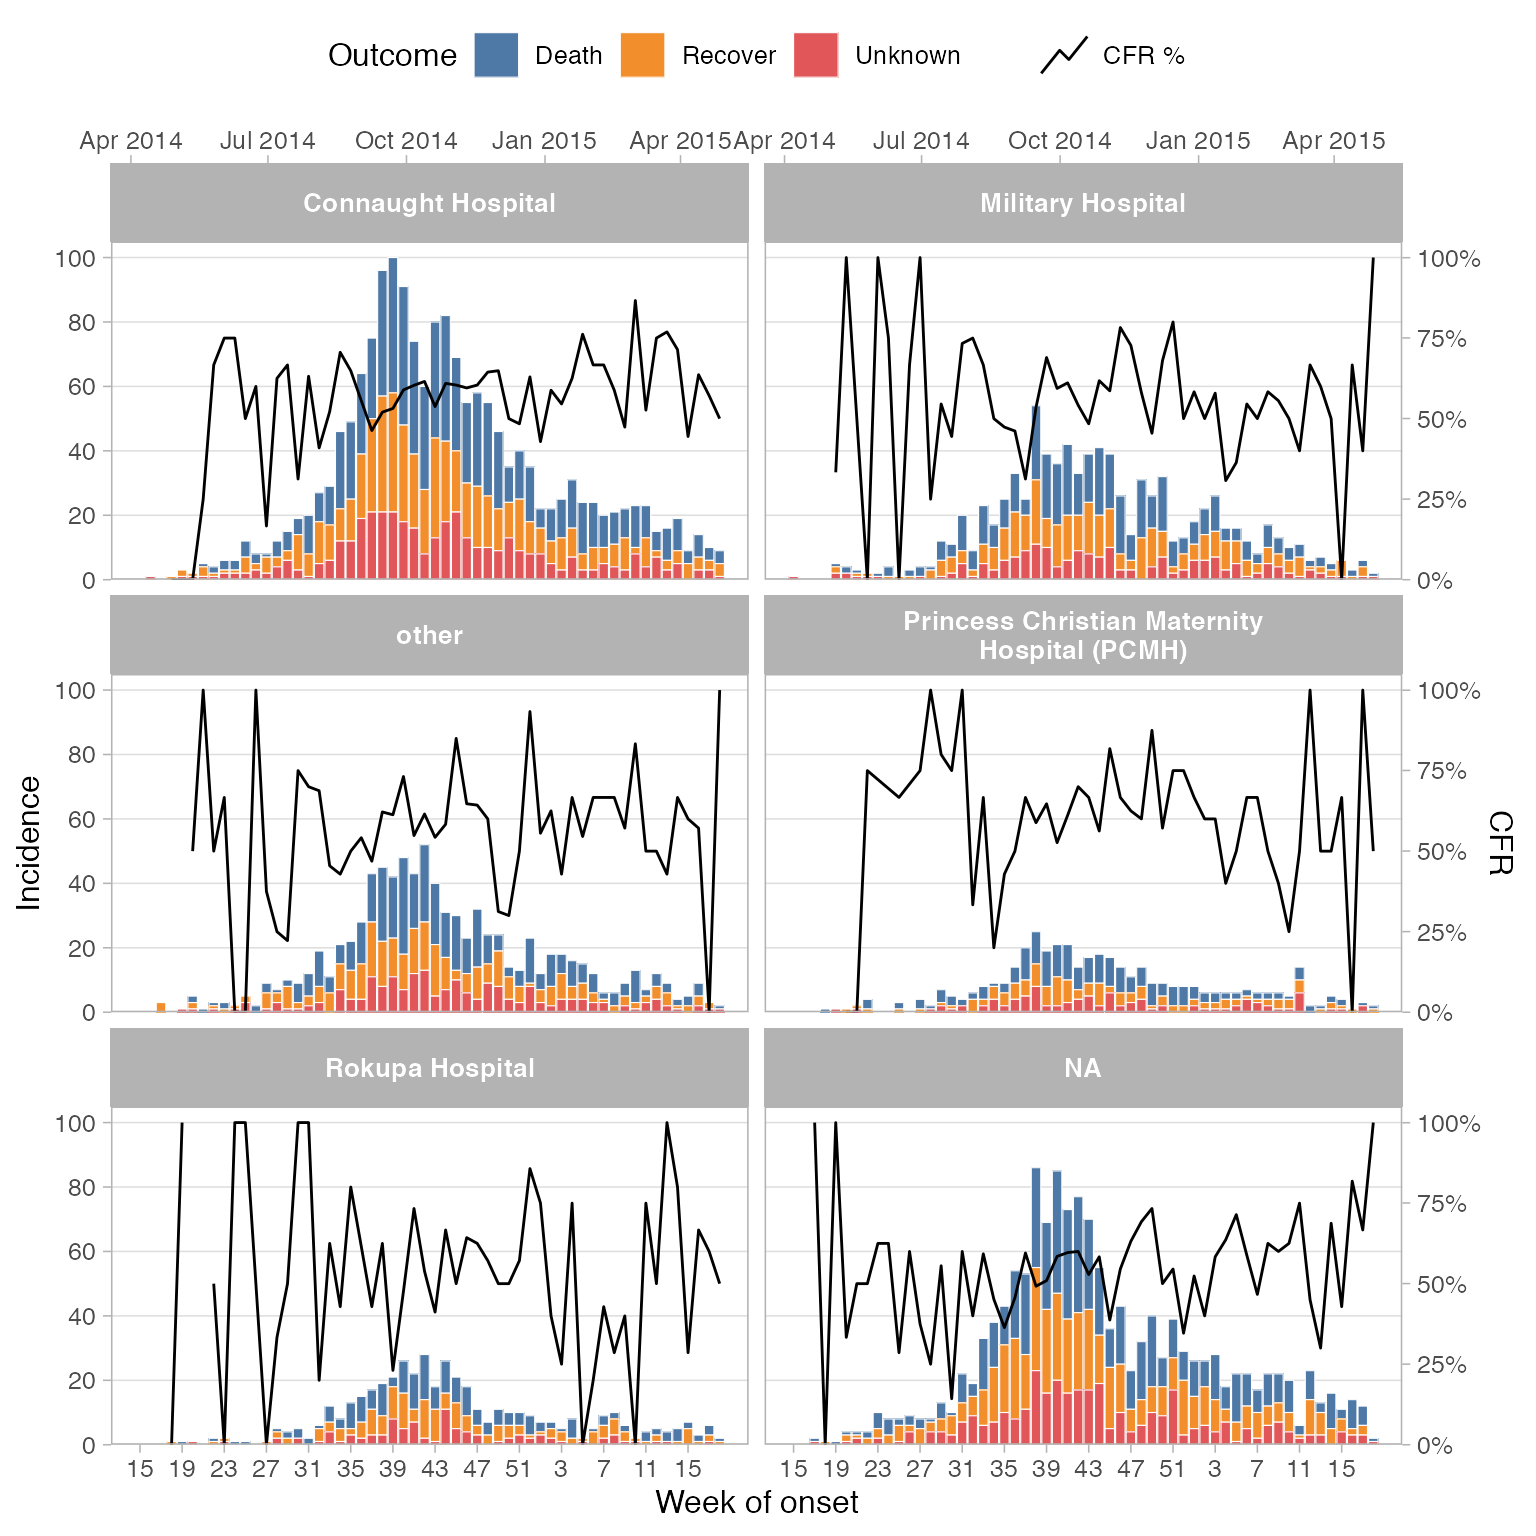 Outcome Death Recover Unknown CFR %
Apr 2014 Jul 2014 Oct 2014 Jan 2015 Apr 2015 Apr 2014 Jul 2014 Oct 2014 Jan 2015 Apr 2015
Connaught Hospital Military Hospital
100 100%
80 75%
60 50%
40 25%
20
0 0%
other Princess Christian Maternity
Hospital (PCMH)
100 100%
80 75%
60 50%
40 25%
20
0 0%
Incidence
CFR
Rokupa Hospital NA
100 100%
80 75%
60 50%
40 25%
20
0 0%
15 19 23 27 31 35 39 43 47 51 3 7 11 15 15 19 23 27 31 35 39 43 47 51 3 7 11 15
Week of onset